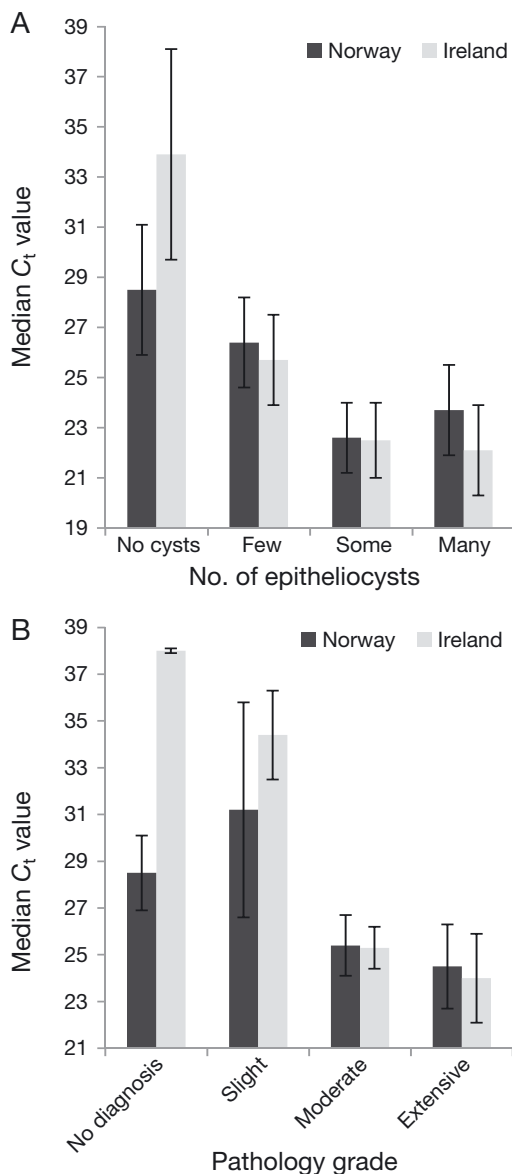 A
Norway Ireland
39
37
35
33
31
29
27
25
23
21
19
Median Ct value
No cysts Few Some Many
No. of epitheliocysts
B
Norway Ireland
39
37
35
33
31
29
27
25
23
21
Median Ct value
No diagnosis Slight Moderate Extensive
Pathology grade